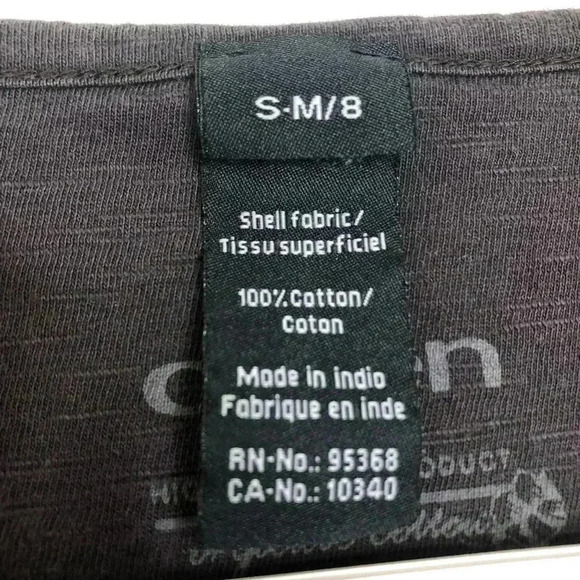 S-M/8
Shell fabric/
Tissu superficiel
100% Cotton/
Coton
Made in India
Fabrique en inde
RN-No.: 95368
CA-No.: 10340